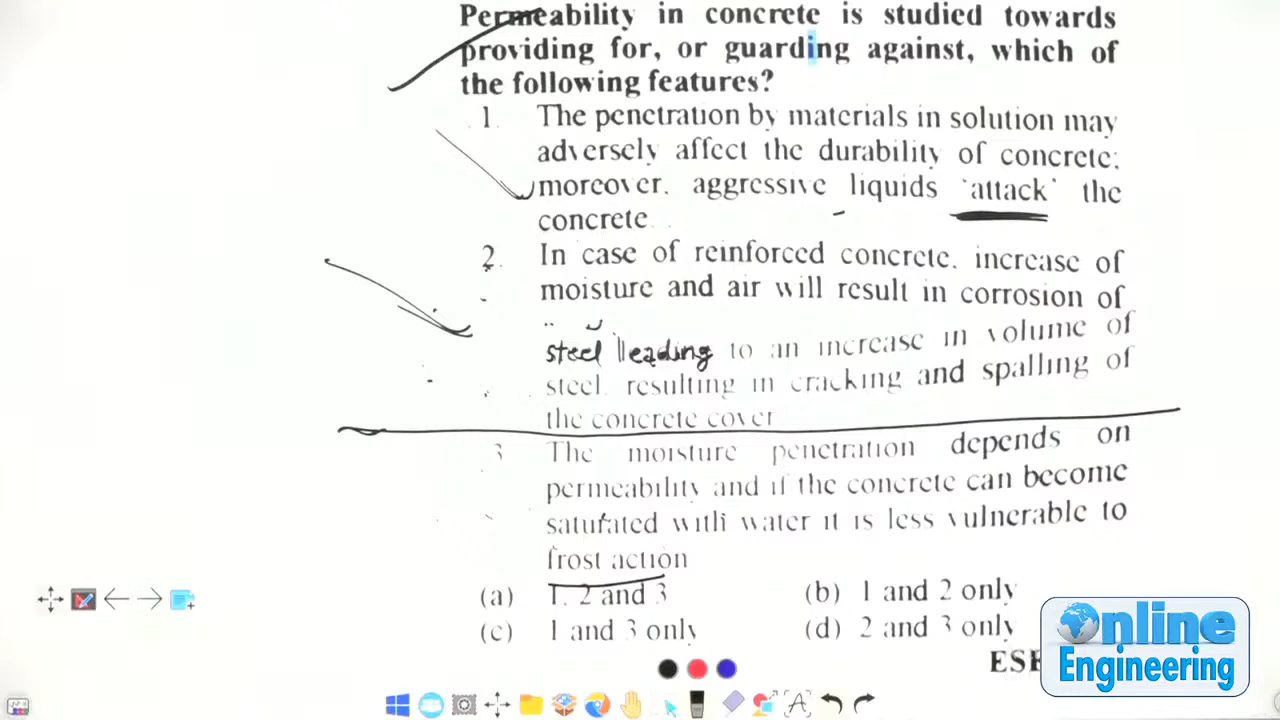 Permeability in concrete is studied towards
providing for, or guarding against, which of
the following features?
1. The penetration by materials in solution may
adversely affect the durability of concrete;
moreover, aggressive liquids 'attack' the
concrete.
2. In case of reinforced concrete, increase of
moisture and air will result in corrosion of
steel leading to an increase in volume of
steel, resulting in cracking and spalling of
the concrete cover
3 The moisture penetration depends on
permeability and if the concrete can become
saturated with water it is less vulnerable to
frost action
(a) 1, 2 and 3 (b) 1 and 2 only
(c) 1 and 3 only (d) 2 and 3 only
ESE
Online
Engineering